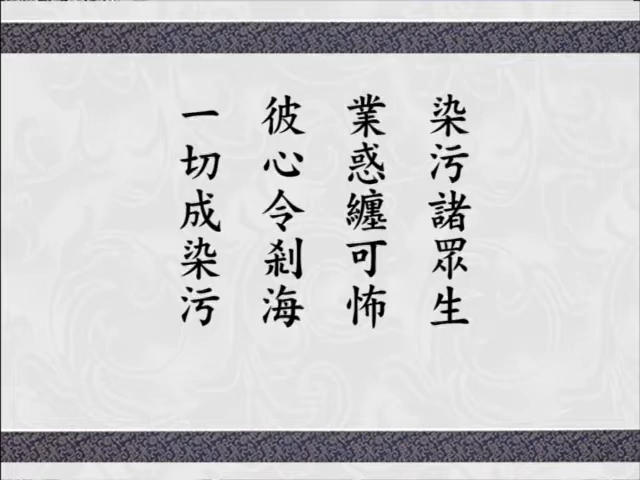 染污諸眾生
業惑纏可怖
彼心令剎海
一切成染污